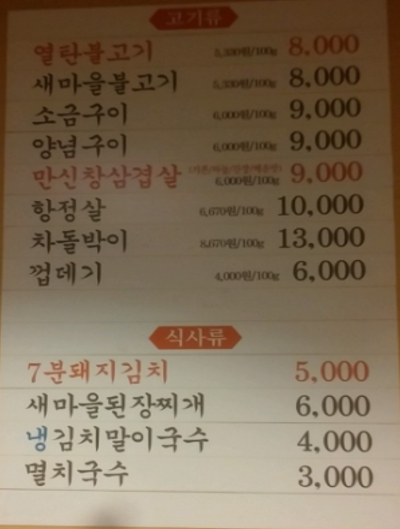 고기류
열탄불고기 5,330원/100g 8,000
새마을불고기 5,330원/100g 8,000
소금구이 6,000원/100g 9,000
양념구이 6,000원/100g 9,000
만신창삼겹살 6,000원/100g 9,000
항정살 6,670원/100g 10,000
차돌박이 8,670원/100g 13,000
껍데기 4,000원/100g 6,000
식사류
7분돼지김치 5,000
새마을된장찌개 6,000
냉김치말이국수 4,000
멸치국수 3,000